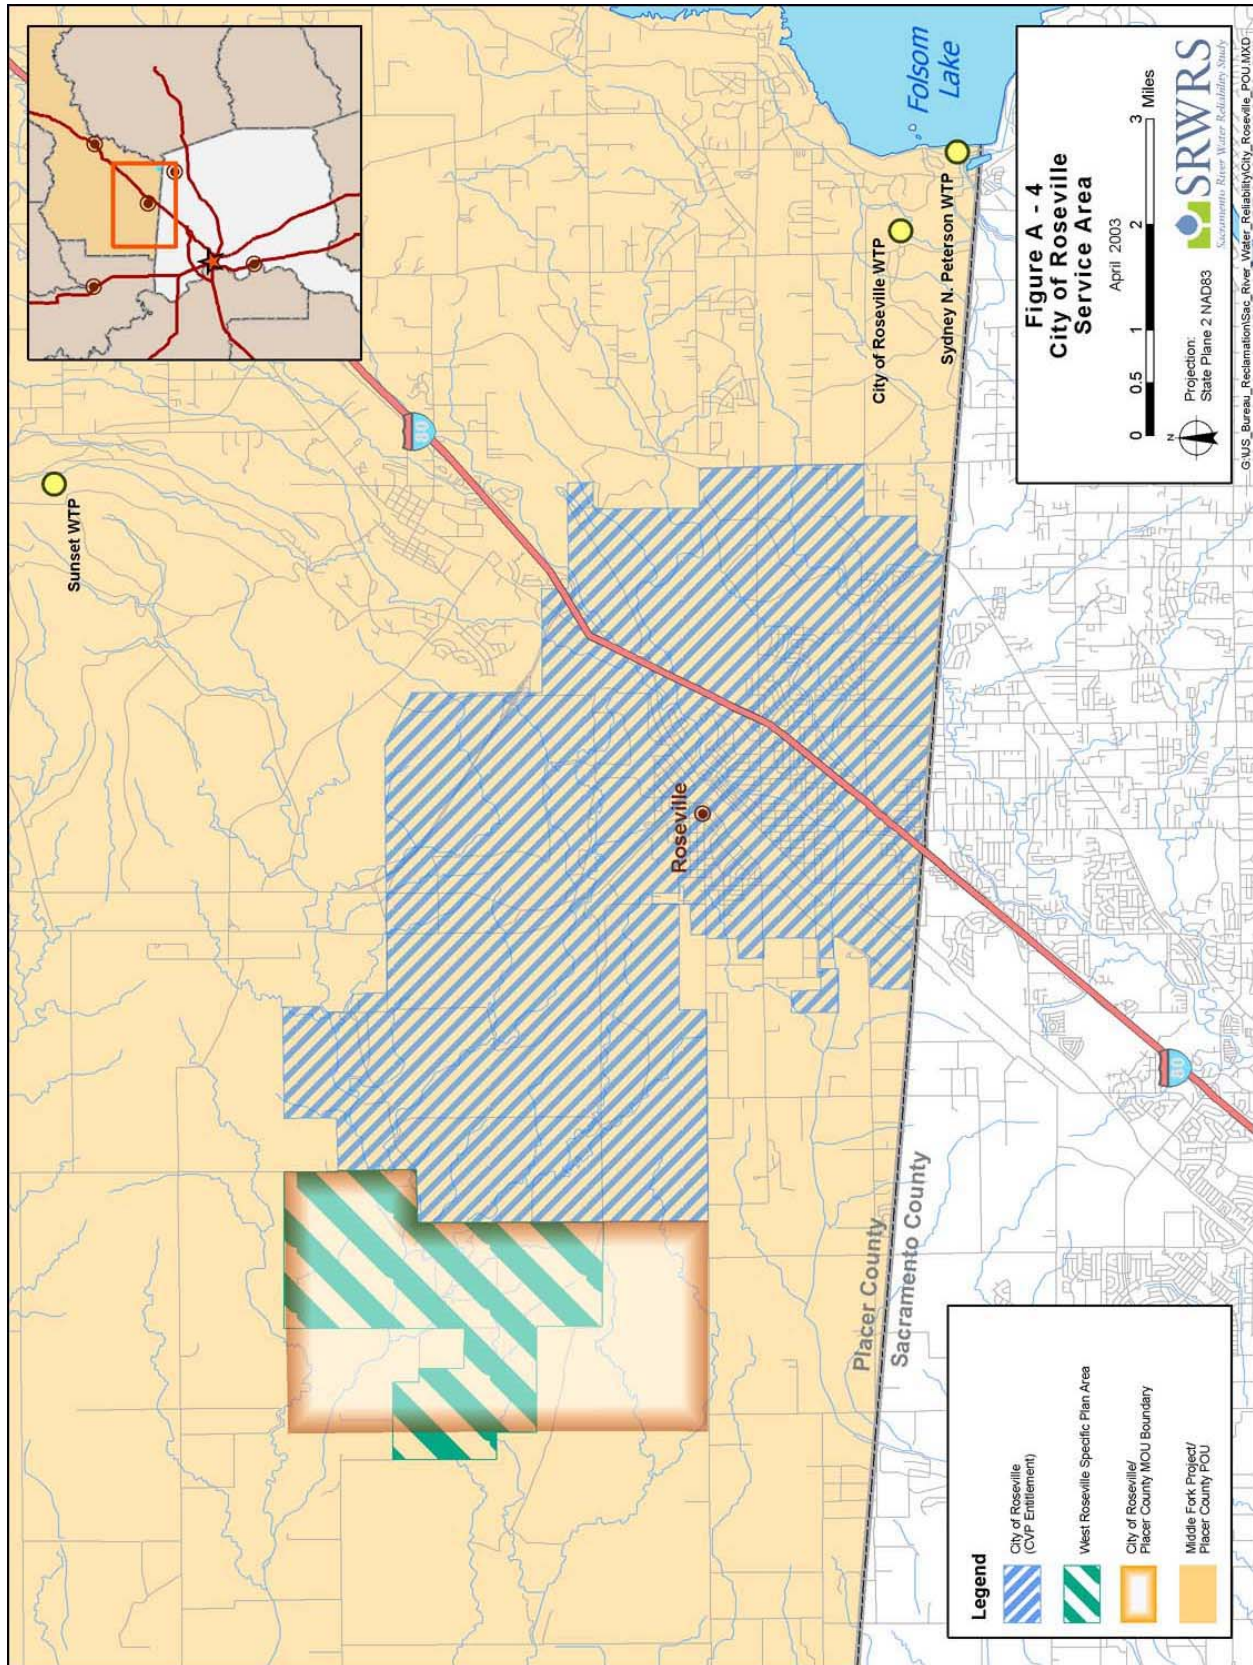 Sunset WTP
80
Folsom
Lake
City of Roseville WTP
Sydney N. Peterson WTP
Roseville
Placer County
Sacramento County
80
Legend
City of Roseville
(CVP Entitlement)
West Roseville Specific Plan Area
City of Roseville/
Placer County MOU Boundary
Middle Fork Project/
Placer County POU
Figure A - 4
City of Roseville
Service Area
April 2003
0 0.5 1 2 3 Miles
N
Projection:
State Plane 2 NAD83
SRWRS
Sacramento River Water Reliability Study
G:\US_Bureau_Reclamation\Sac_River_Water_Reliability\City_Roseville_POU.MXD